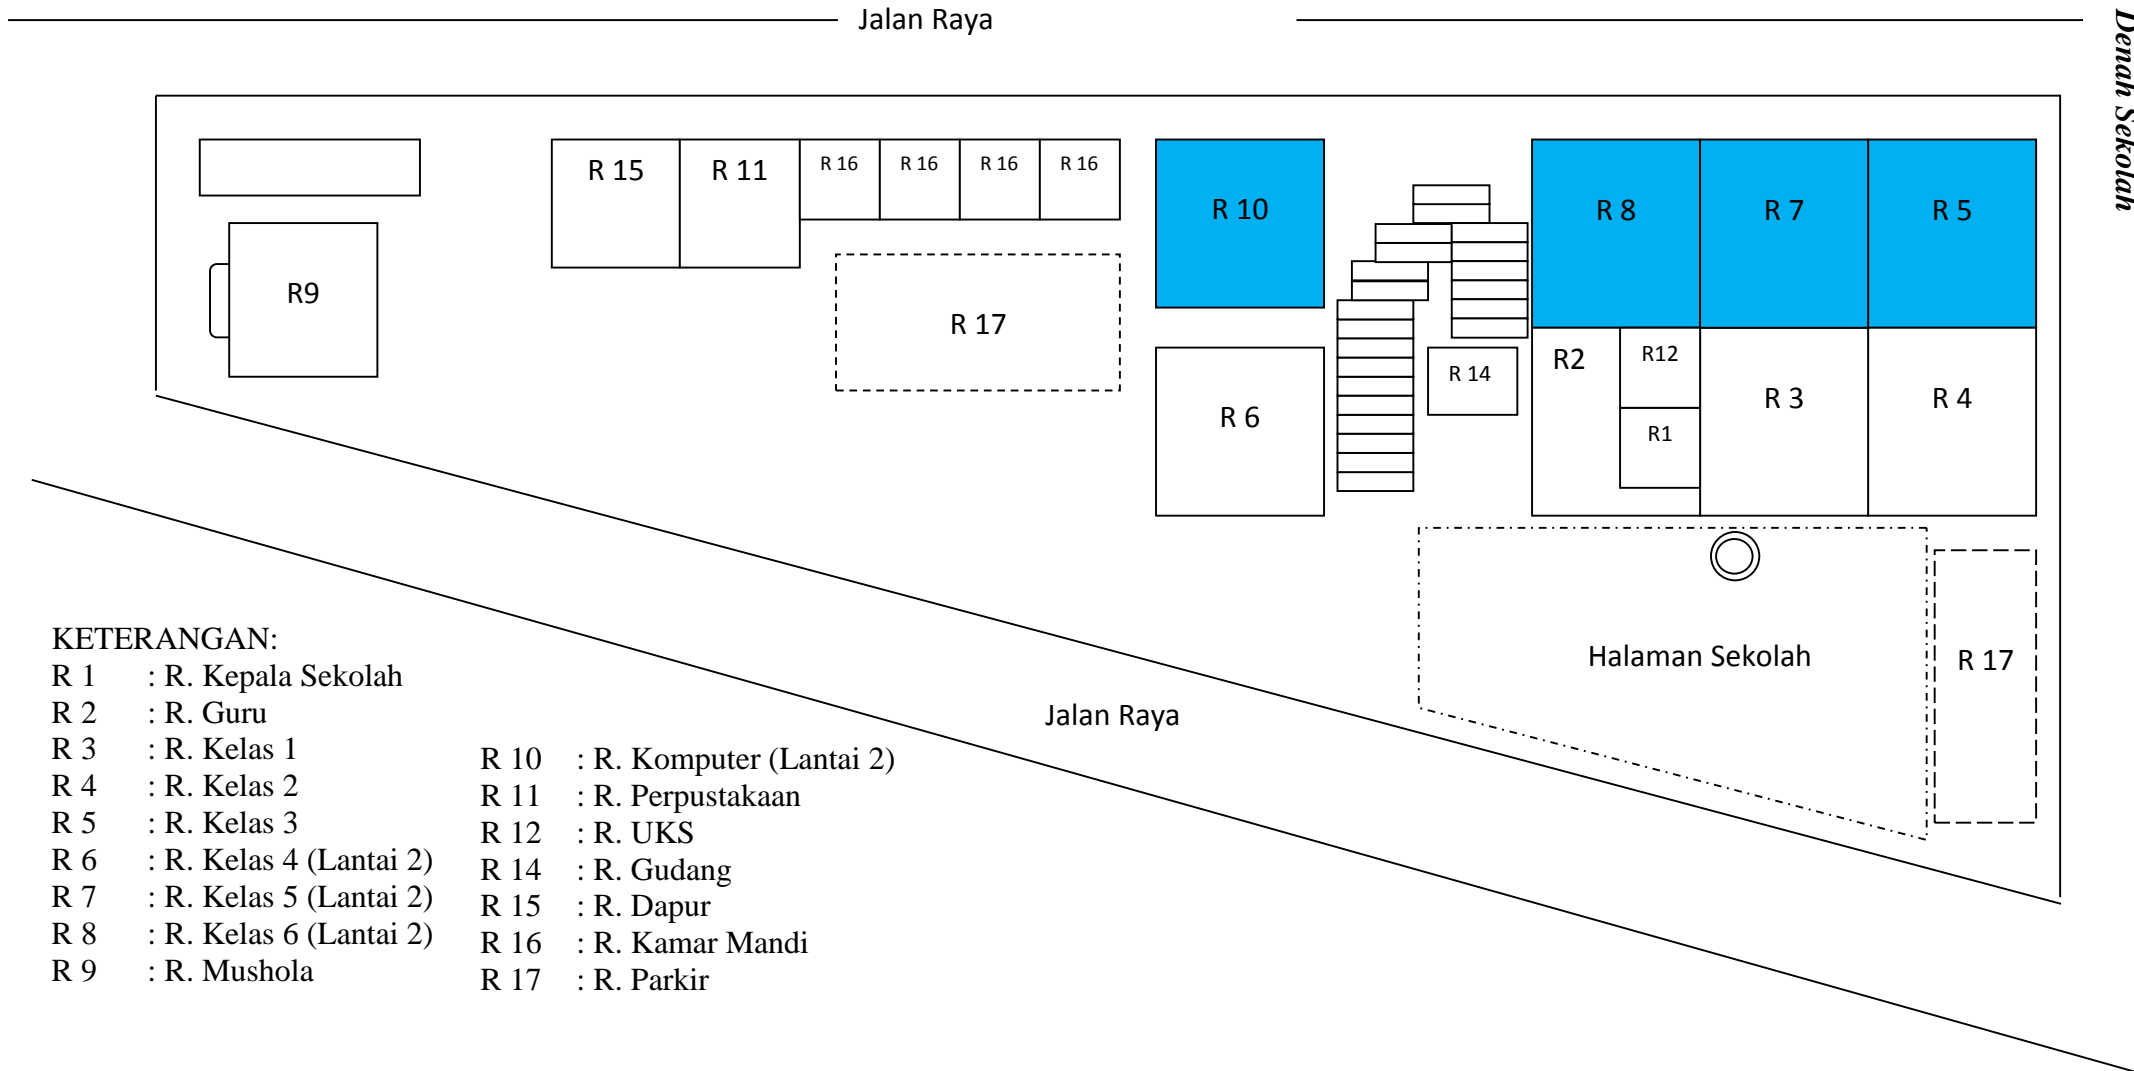 Jalan Raya
Denah Sekolah
R 15
R 11
R 16
R 16
R 16
R 16
R 10
R 8
R 7
R 5
R9
R 17
R 6
R 14
R2
R12
R1
R 3
R 4
Halaman Sekolah
R 17
Jalan Raya
KETERANGAN:
R 1 : R. Kepala Sekolah
R 2 : R. Guru
R 3 : R. Kelas 1
R 4 : R. Kelas 2
R 5 : R. Kelas 3
R 6 : R. Kelas 4 (Lantai 2)
R 7 : R. Kelas 5 (Lantai 2)
R 8 : R. Kelas 6 (Lantai 2)
R 9 : R. Mushola
R 10 : R. Komputer (Lantai 2)
R 11 : R. Perpustakaan
R 12 : R. UKS
R 14 : R. Gudang
R 15 : R. Dapur
R 16 : R. Kamar Mandi
R 17 : R. Parkir